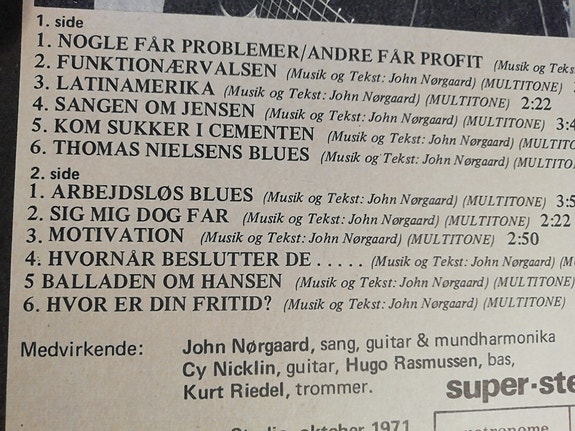 1. side
1. NOGLE FÅR PROBLEMER/ANDRE FÅR PROFIT (Musik og Teks
2. FUNKTIONÆRVALSEN (Musik og Tekst: John Nørgaard) (MULTITONE)
3. LATINAMERIKA (Musik og Tekst: John Nørgaard) (MULTITONE) 2:22
4. SANGEN OM JENSEN (Musik og Tekst: John Nørgaard) (MULTITONE) 3:4
5. KOM SUKKER I CEMENTEN (Musik og Tekst: John Nørgaard) (MULTITON
6. THOMAS NIELSENS BLUES (Musik og Tekst: John Nørgaard) (MULTITO
2. side
1. ARBEJDSLØS BLUES (Musik og Tekst: John Nørgaard) (MULTITONE) 3:5
2. SIG MIG DOG FAR (Musik og Tekst: John Nørgaard) (MULTITONE) 2:22
3. MOTIVATION (Musik og Tekst: John Nørgaard) (MULTITONE) 2:50
4. HVORNÅR BESLUTTER DE ..... (Musik og Tekst: John Nørgaard) (M
5 BALLADEN OM HANSEN (Musik og Tekst: John Nørgaard) (MULTITONE)
6. HVOR ER DIN FRITID? (Musik og Tekst: John Nørgaard) (MULTITONE)
Medvirkende: John Nørgaard, sang, guitar & mundharmonika
Cy Nicklin, guitar, Hugo Rasmussen, bas,
Kurt Riedel, trommer.
super-ste
Studio, oktober 1971